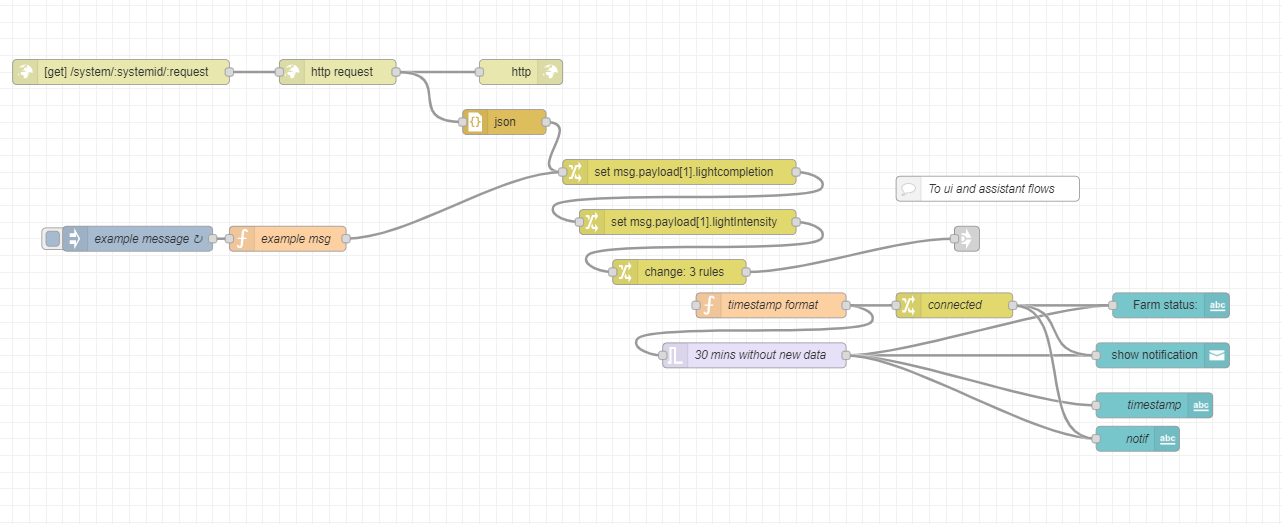 [get] /system/:systemid/:request
http request
http
json
set msg.payload[1].lightcompletion
To ui and assistant flows
set msg.payload[1].lightIntensity
example message ↻
example msg
change: 3 rules
timestamp format
connected
Farm status:
abc
30 mins without new data
show notification
timestamp
abc
notif
abc